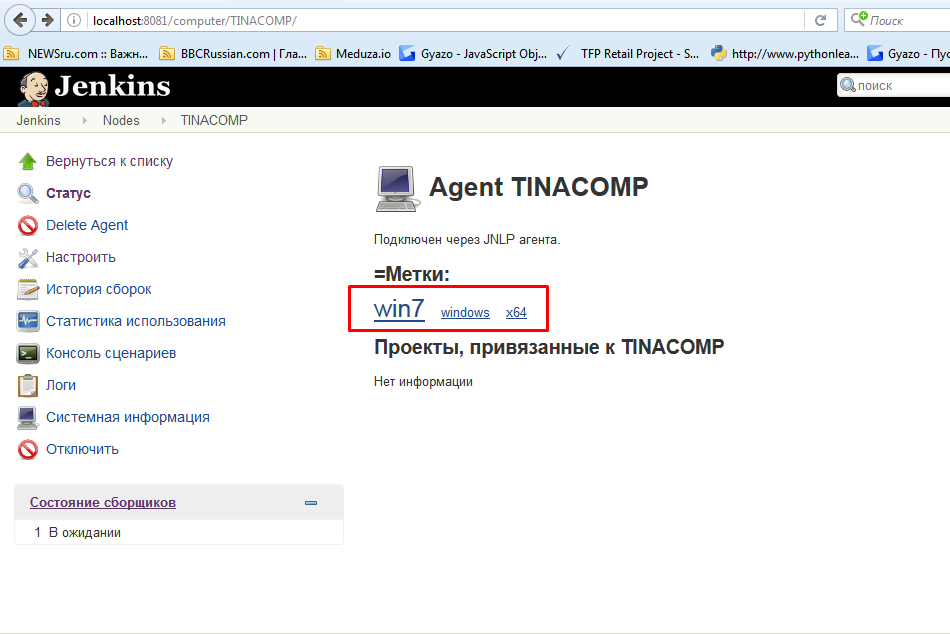 localhost:8081/computer/TINACOMP/
Поиск
NEWSru.com :: Важн...
BBCRussian.com | Гла...
Meduza.io
Gyazo - JavaScript Obj...
TFP Retail Project - S...
http://www.pythonlea...
Gyazo - Пус
Jenkins
поиск
Jenkins
Nodes
TINACOMP
Вернуться к списку
Статус
Delete Agent
Настроить
История сборок
Статистика использования
Консоль сценариев
Логи
Системная информация
Отключить
Состояние сборщиков
1 В ожидании
Agent TINACOMP
Подключен через JNLP агента.
=Метки:
win7 windows x64
Проекты, привязанные к TINACOMP
Нет информации